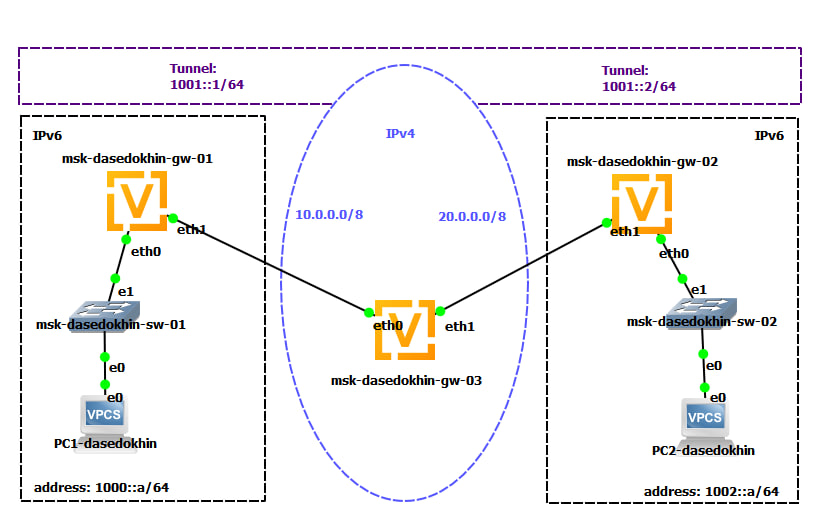 Tunnel:
1001::1/64
Tunnel:
1001::2/64
IPv6
IPv4
IPv6
msk-dasedokhin-gw-01
msk-dasedokhin-gw-02
V
V
10.0.0.0/8
20.0.0.0/8
eth1
eth0
eth1
eth0
e1
e1
msk-dasedokhin-sw-01
eth0
V
eth1
msk-dasedokhin-sw-02
e0
e0
msk-dasedokhin-gw-03
e0
e0
VPCS
VPCS
PC1-dasedokhin
PC2-dasedokhin
address: 1000::a/64
address: 1002::a/64